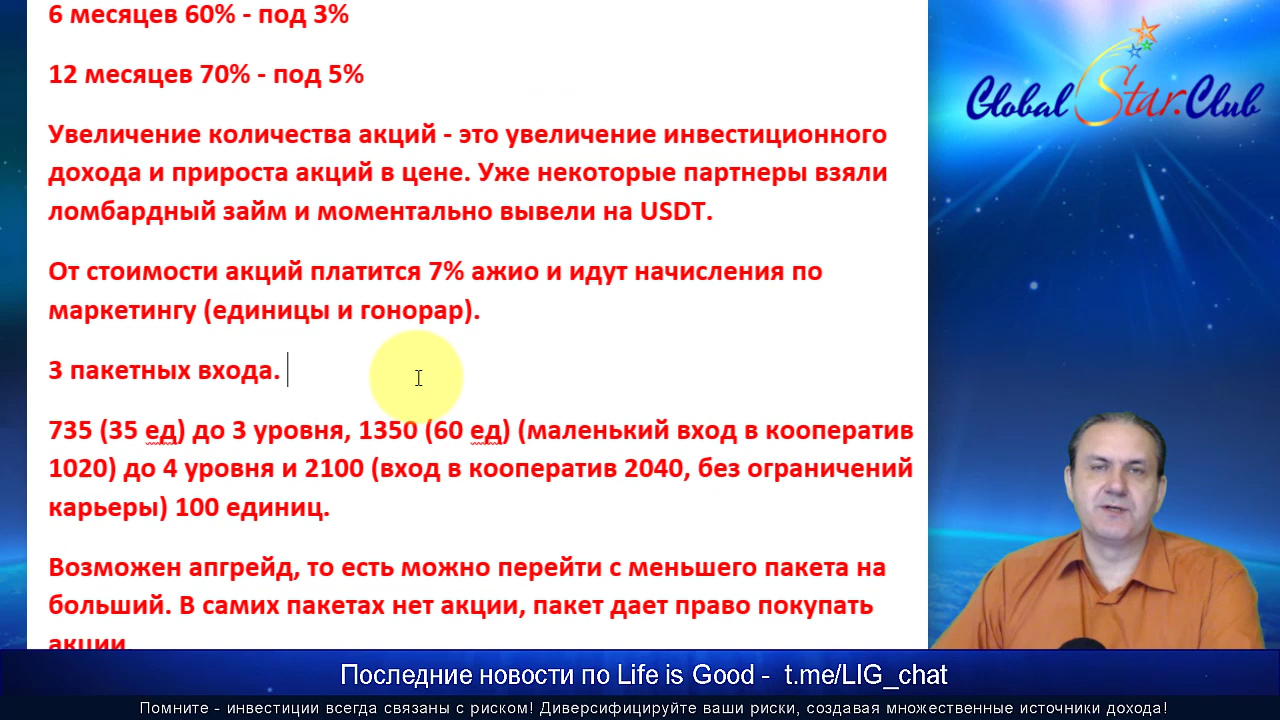 6 месяцев 60% - под 3%
12 месяцев 70% - под 5%
Увеличение количества акций - это увеличение инвестиционного
дохода и прироста акций в цене. Уже некоторые партнеры взяли
ломбардный займ и моментально вывели на USDT.
От стоимости акций платится 7% ажио и идут начисления по
маркетингу (единицы и гонорар).
3 пакетных входа.
735 (35 ед) до 3 уровня, 1350 (60 ед) (маленький вход в кооператив
1020) до 4 уровня и 2100 (вход в кооператив 2040, без ограничений
карьеры) 100 единиц.
Возможен апгрейд, то есть можно перейти с меньшего пакета на
больший. В самих пакетах нет акции, пакет дает право покупать
акции.
Global Star.Club
Последние новости по Life is Good - t.me/LIG_chat
Помните - инвестиции всегда связаны с риском! Диверсифицируйте ваши риски, создавая множественные источники дохода!